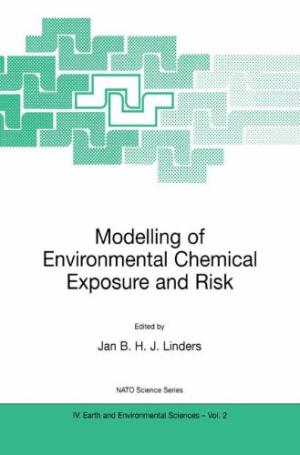 Modelling of
Environmental Chemical
Exposure and Risk
Edited by
Jan B. H. J. Linders
NATO Science Series
IV. Earth and Environmental Sciences – Vol. 2